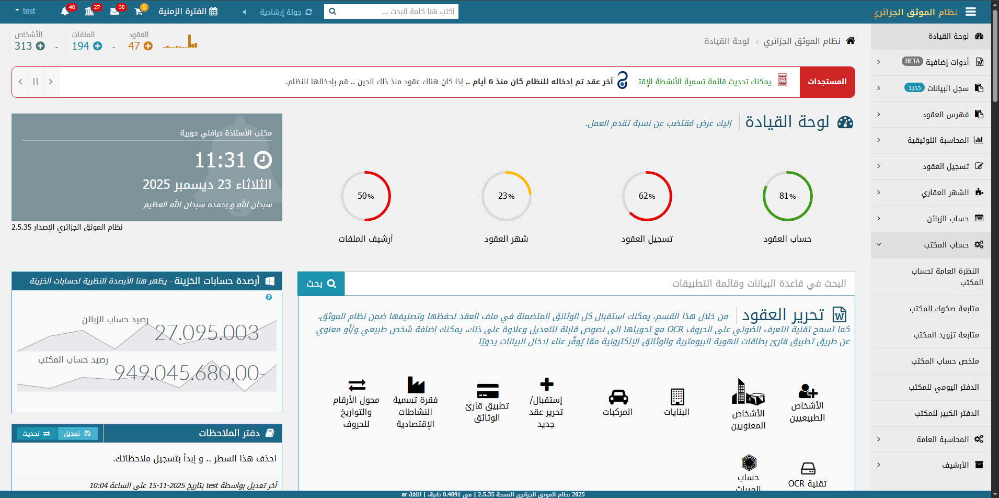 نظام الموثق الجزائري
اكتب هنا كلمة البحث ...
جولة إرشادية
الفترة الزمنية
5
30
27
48
test
نظام الموثق الجزائري
لوحة القيادة
العقود
47
-
الملفات
194
-
الأشخاص
313
المستجدات
يمكنك تحديث قائمة تسمية الأنشطة الإقت
آخر عقد تم إدخاله للنظام كان منذ 6 أيام .. إذا كان هناك عقود منذ ذاك الحين .. قم بإدخالها للنظام.
لوحة القيادة
أدوات إضافية BETA
سجل البيانات جديد
فهرس العقود
المحاسبة التوثيقية
تسجيل العقود
الشهر العقاري
حساب الزبائن
حساب المكتب
النظرة العامة لحساب
المكتب
متابعة صكوك المكتب
متابعة تزويد المكتب
ملخص حساب المكتب
الدفتر اليومي للمكتب
الدفتر الكبير للمكتب
المحاسبة العامة
الأرشيف
لوحة القيادة
إليك عرض مُقتضب عن نسبة تقدم العمل.
81%
حساب العقود
62%
تسجيل العقود
23%
شهر العقود
50%
أرشيف الملفات
مكتب الأستاذة درافلي حورية
11:31
الثلاثاء 23 ديسمبر 2025
سبحان الله و بحمده سبحان الله العظيم
نظام الموثق الجزائري الإصدار 2.5.35
البحث في قاعدة البيانات وقائمة التطبيقات
بحث
تحرير العقود
من خلال هذا القسم، يمكنك استقبال كل الوثائق المتضمنة في ملف العقد لحفظها وتصنيفها ضمن نظام الموثق،
كما تسمح تقنية التعرف الضوئي على الحروف OCR مع تحويلها إلى نصوص قابلة للتعديل وعلاوة على ذلك، يمكنك إضافة شخص طبيعي و/أو معنوي
عن طريق تطبيق قارئ بطاقات الهوية البيومترية والوثائق الإلكترونية ممّا يُوفّر عناء إدخال البيانات يدويّا
الأشخاص
الطبيعيين
الأشخاص
المعنويين
البنايات
المركبات
إستقبال/
تحرير عقد
جديد
تطبيق قارئ
الوثائق
فقرة تسمية
النشاطات
الإقتصادية
محول الأرقام
والتواريخ
للحروف
تقنية OCR
حساب
الميراث
أرصدة حسابات الخزينة - يظهر هنا الأرصدة النظرية لحسابات الخزينة
رصيد حساب الزبائن
27.095.003-
رصيد حساب المكتب
949.045.680,00-
دفتر الملاحظات
تعديل
تحديث
احذف هذا السطر .. و إبدأ بتسجيل ملاحظاتك.
آخر تعديل بواسطة test بتاريخ 2025-11-15 على الساعة 10:04
2025 نظام الموثق الجزائري النسخة 2.5.35 | في 0.4091 ثانية. | اللغة ar